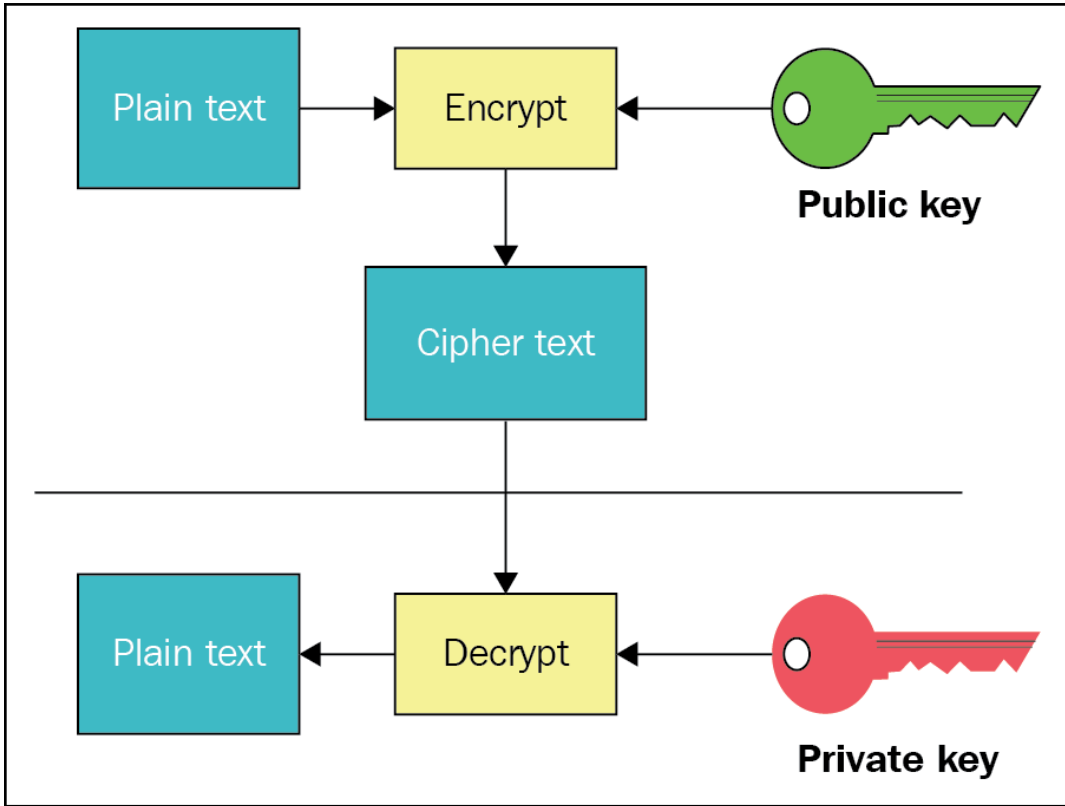 Plain text
Encrypt
Public key
Cipher text
Plain text
Decrypt
Private key